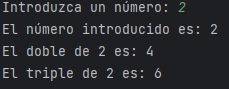 Introduzca un número: 2
El número introducido es: 2
El doble de 2 es: 4
El triple de 2 es: 6